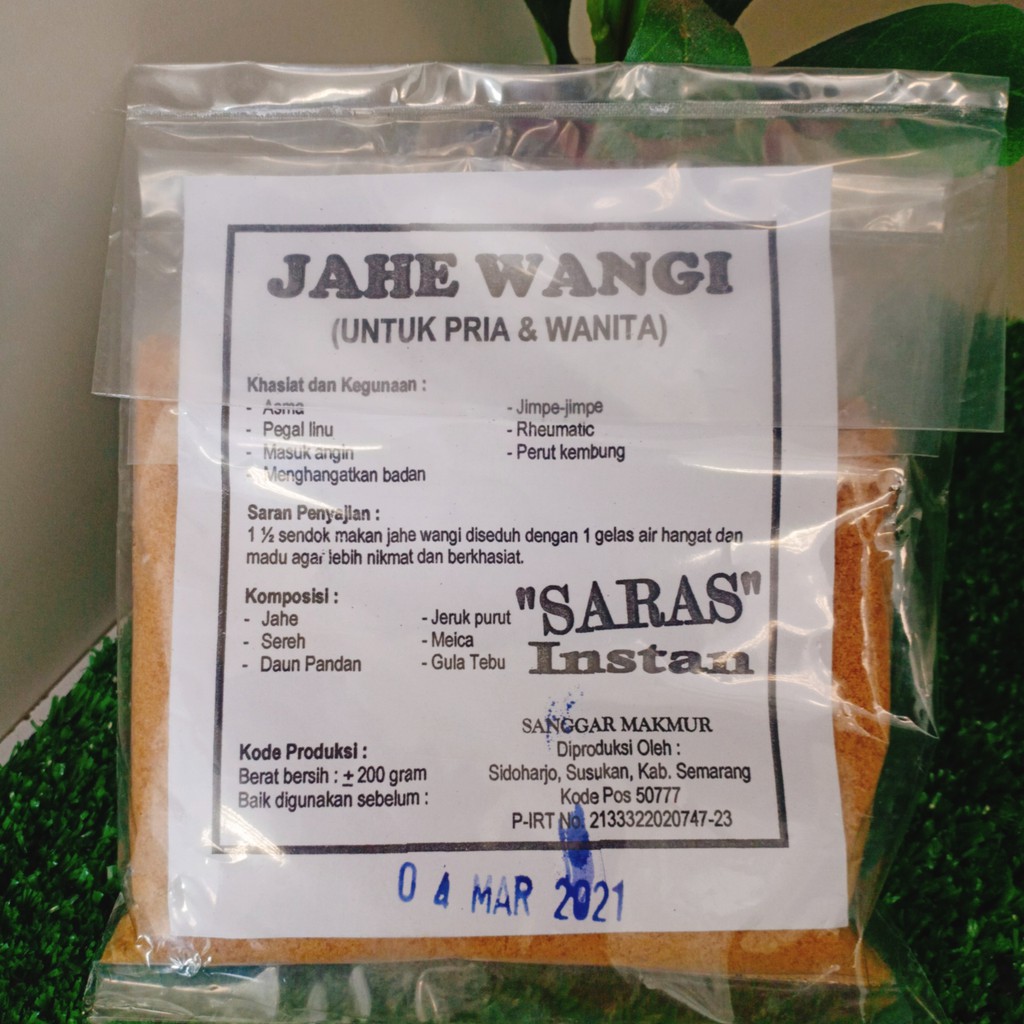 JAHE WANGI
(UNTUK PRIA & WANITA)
Khasiat dan Kegunaan :
- Asma
- Pegal linu
- Masuk angin
- Menghangatkan badan
- Jimpe-jimpe
- Rheumatic
- Perut kembung
Saran Penyajian :
1 ½ sendok makan jahe wangi diseduh dengan 1 gelas air hangat dan
madu agar lebih nikmat dan berkhasiat.
Komposisi :
- Jahe
- Sereh
- Daun Pandan
- Jeruk purut
- Meica
- Gula Tebu
"SARAS"
Instan
Kode Produksi :
Berat bersih : ± 200 gram
Baik digunakan sebelum :
SANGGAR MAKMUR
Diproduksi Oleh :
Sidoharjo, Susukan, Kab. Semarang
Kode Pos 50777
P-IRT No. 2133322020747-23
04 MAR 2021